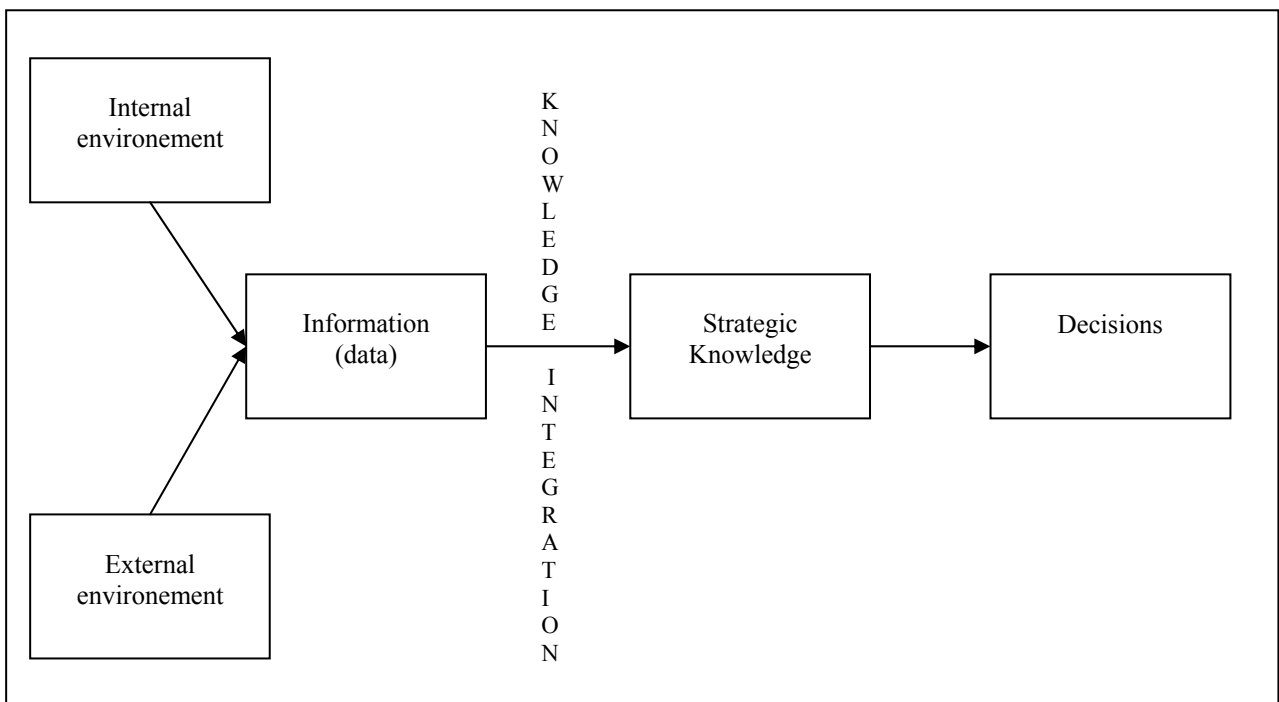 Internal
environement
K
N
O
W
L
E
D
G
E
Information
(data)
Strategic
Knowledge
Decisions
I
N
T
E
G
R
A
T
I
O
N
External
environement